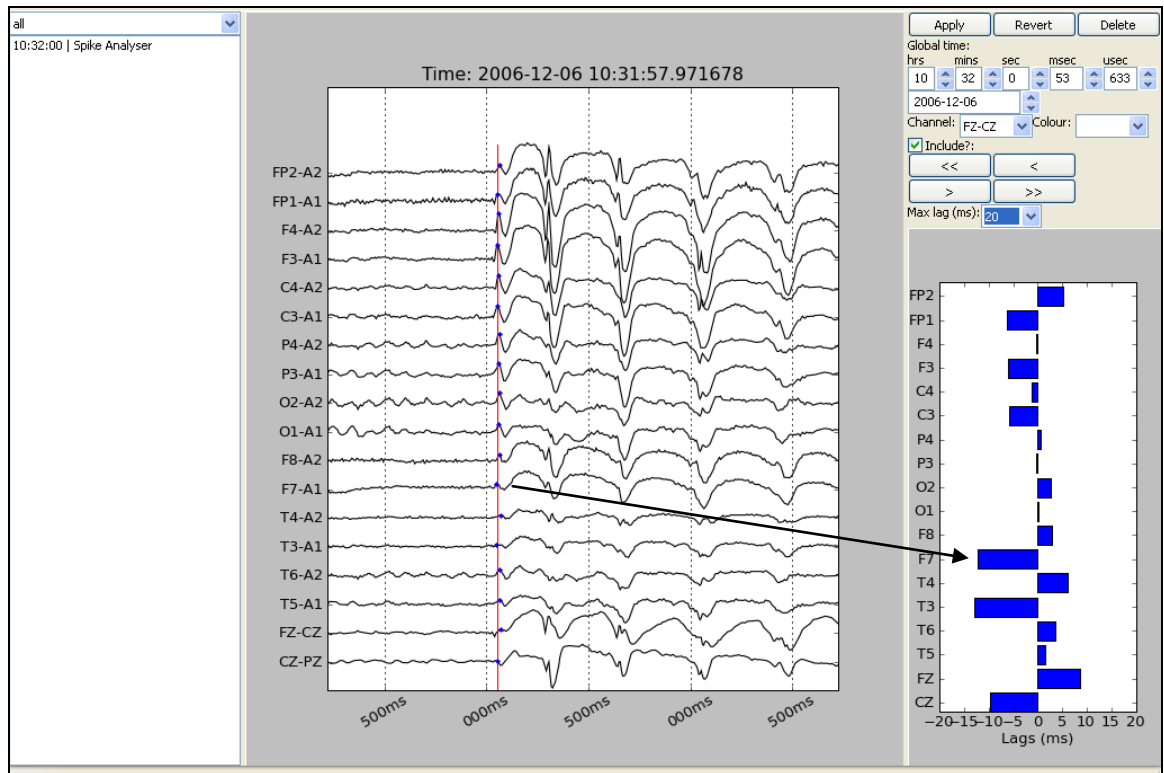 all
10:32:00 | Spike Analyser
Time: 2006-12-06 10:31:57.971678
FP2-A2
FP1-A1
F4-A2
F3-A1
C4-A2
C3-A1
P4-A2
P3-A1
O2-A2
O1-A1
F8-A2
F7-A1
T4-A2
T3-A1
T6-A2
T5-A1
FZ-CZ
CZ-PZ
500ms 000ms 500ms 000ms 500ms
Apply Revert Delete
Global time:
hrs mins sec msec usec
10 32 0 53 633
2006-12-06
Channel: FZ-CZ Colour:
Include?:
<< <
> >>
Max lag (ms): 20
FP2
FP1
F4
F3
C4
C3
P4
P3
O2
O1
F8
F7
T4
T3
T6
T5
FZ
CZ
−20 −15 −10 −5 0 5 10 15 20
Lags (ms)